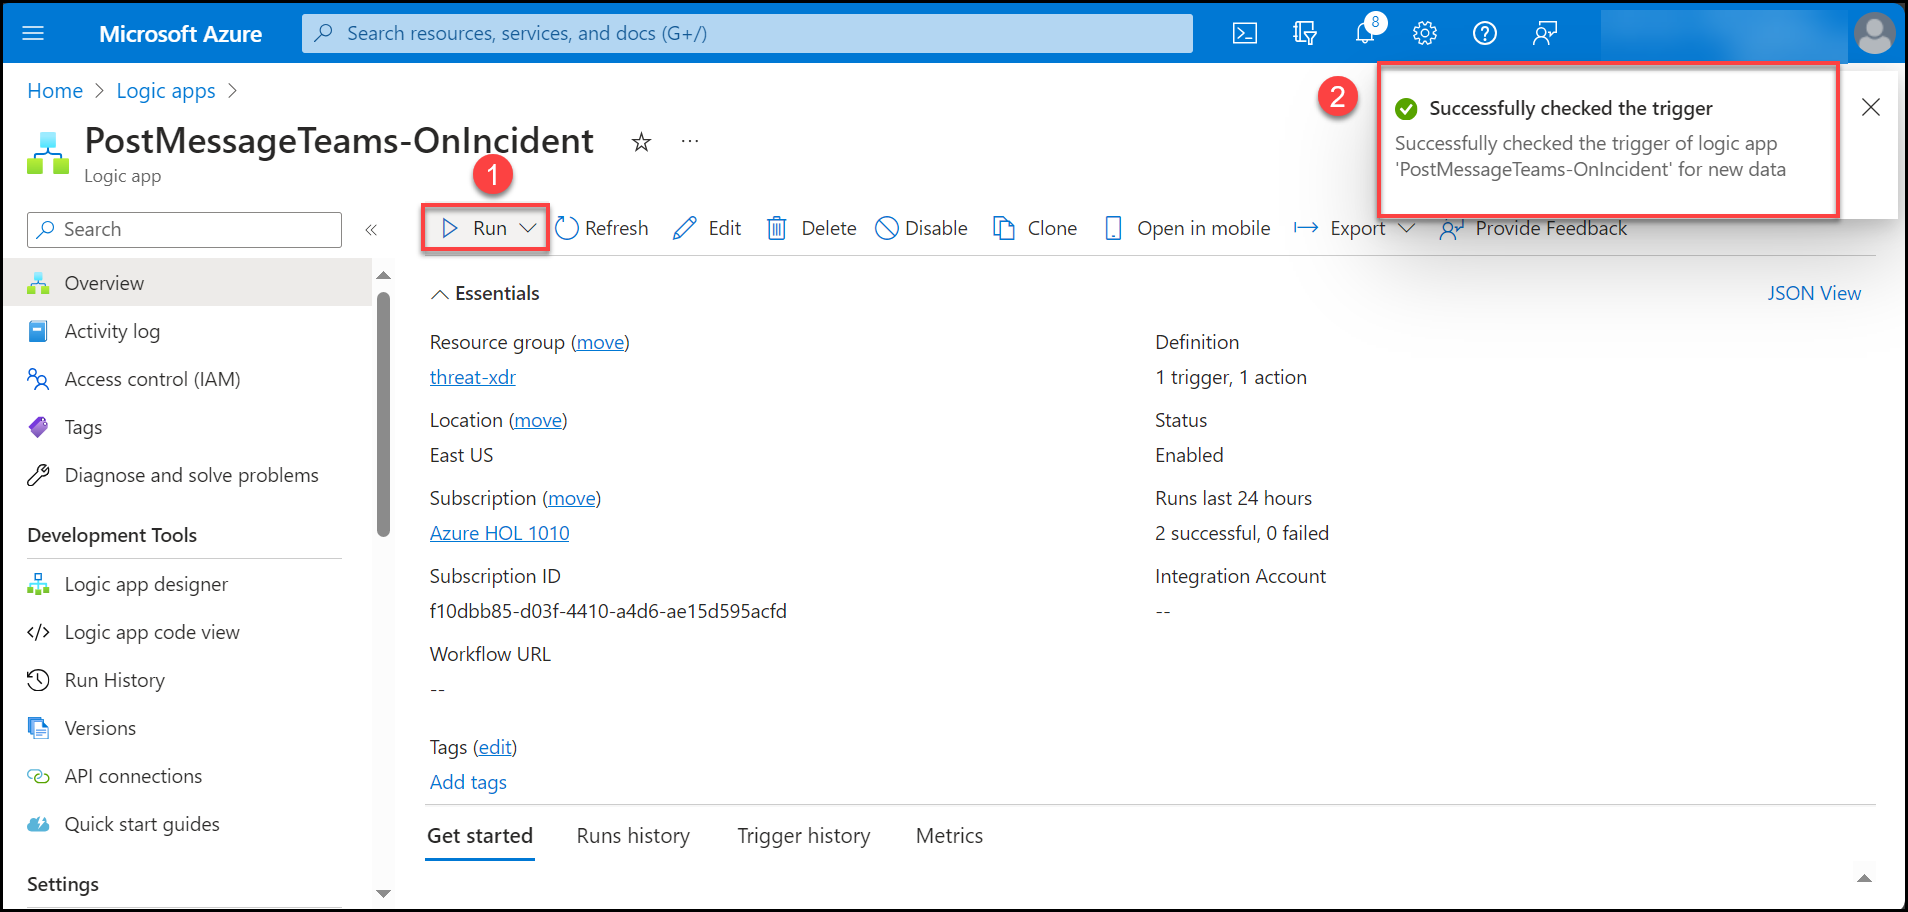 Microsoft Azure
Search resources, services, and docs (G+/)
8
Home > Logic apps >
PostMessageTeams-OnIncident
Logic app
1
2
Successfully checked the trigger
Successfully checked the trigger of logic app
'PostMessageTeams-OnIncident' for new data
Search
Run Refresh Edit Delete Disable Clone Open in mobile Export Provide Feedback
Overview
Activity log
Access control (IAM)
Tags
Diagnose and solve problems
Development Tools
Logic app designer
Logic app code view
Run History
Versions
API connections
Quick start guides
Settings
Essentials
JSON View
Resource group (move)
threat-xdr
Location (move)
East US
Subscription (move)
Azure HOL 1010
Subscription ID
f10dbb85-d03f-4410-a4d6-ae15d595acfd
Workflow URL
--
Definition
1 trigger, 1 action
Status
Enabled
Runs last 24 hours
2 successful, 0 failed
Integration Account
--
Tags (edit)
Add tags
Get started Runs history Trigger history Metrics